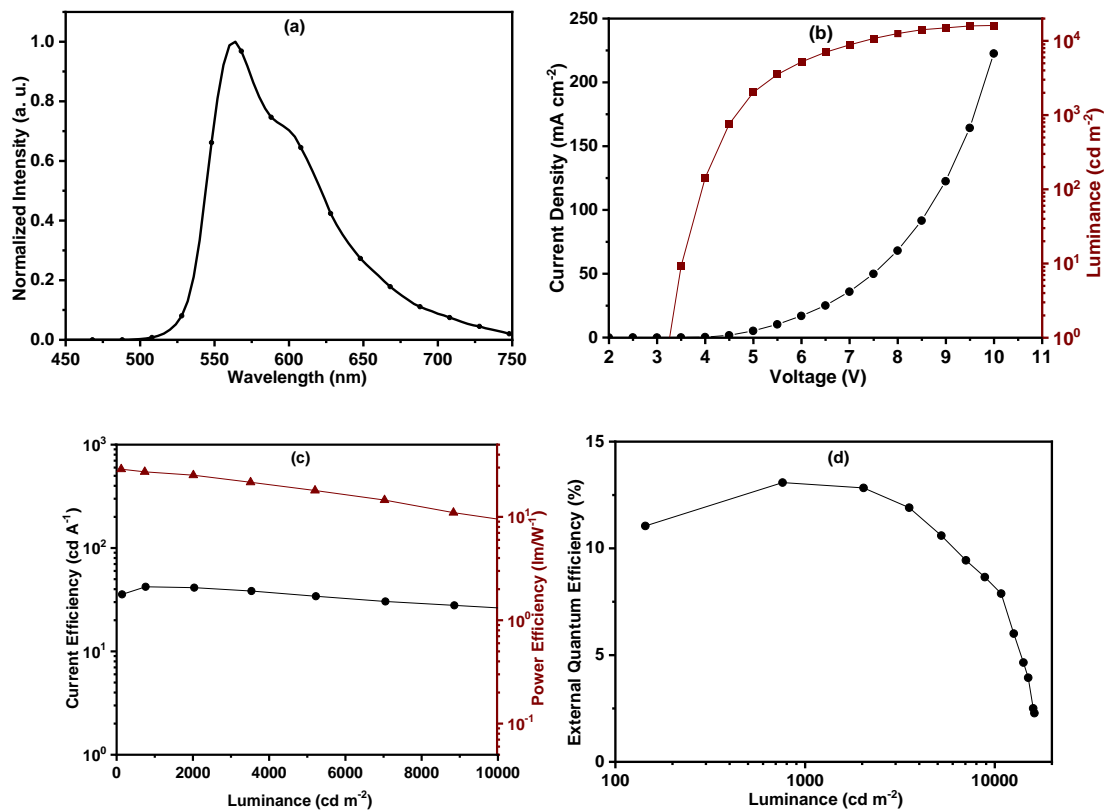 (a)
Normalized Intensity (a. u.)
1.0
0.8
0.6
0.4
0.2
0.0
450 500 550 600 650 700 750
Wavelength (nm)
(b)
Current Density (mA cm⁻²)
250
200
150
100
50
0
2 3 4 5 6 7 8 9 10 11
Voltage (V)
10⁴
10³
10²
10¹
10⁰
Luminance (cd m⁻²)
(c)
Current Efficiency (cd A⁻¹)
10³
10²
10¹
10⁰
0 2000 4000 6000 8000 10000
Luminance (cd m⁻²)
10¹
10⁰
10⁻¹
Power Efficiency (lm/W⁻¹)
(d)
External Quantum Efficiency (%)
15
10
5
0
100 1000 10000
Luminance (cd m⁻²)